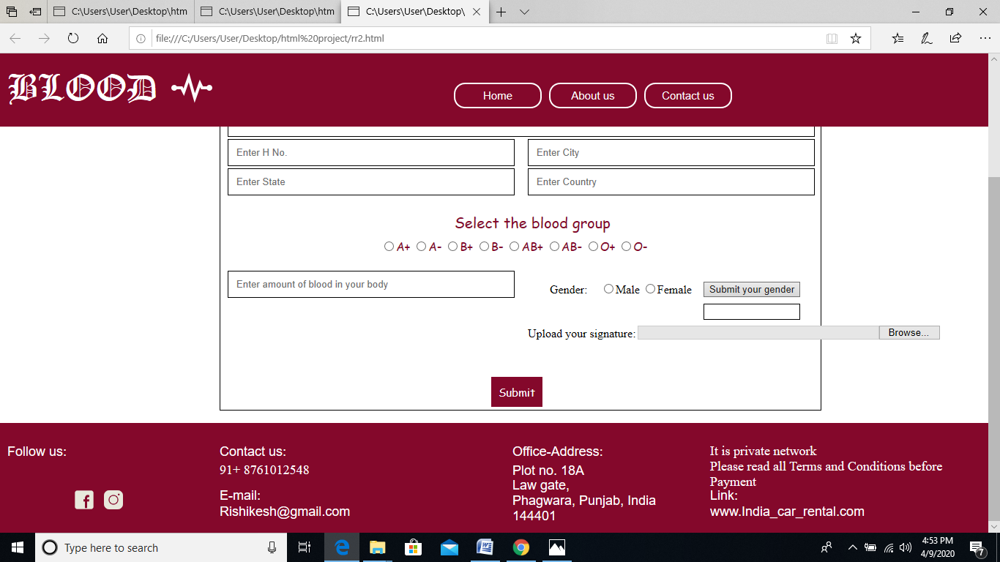 C:\Users\User\Desktop\htm C:\Users\User\Desktop\htm C:\Users\User\Desktop\
file:///C:/Users/User/Desktop/html%20project/rr2.html
BLOOD
Home About us Contact us
Enter H No. Enter City
Enter State Enter Country
Select the blood group
A+ A- B+ B- AB+ AB- O+ O-
Enter amount of blood in your body
Gender: Male Female Submit your gender
Upload your signature: Browse...
Submit
Follow us:
Contact us:
91+ 8761012548
E-mail:
Rishikesh@gmail.com
Office-Address:
Plot no. 18A
Law gate,
Phagwara, Punjab, India
144401
It is private network
Please read all Terms and Conditions before
Payment
Link:
www.India_car_rental.com
Type here to search
4:53 PM
4/9/2020
7